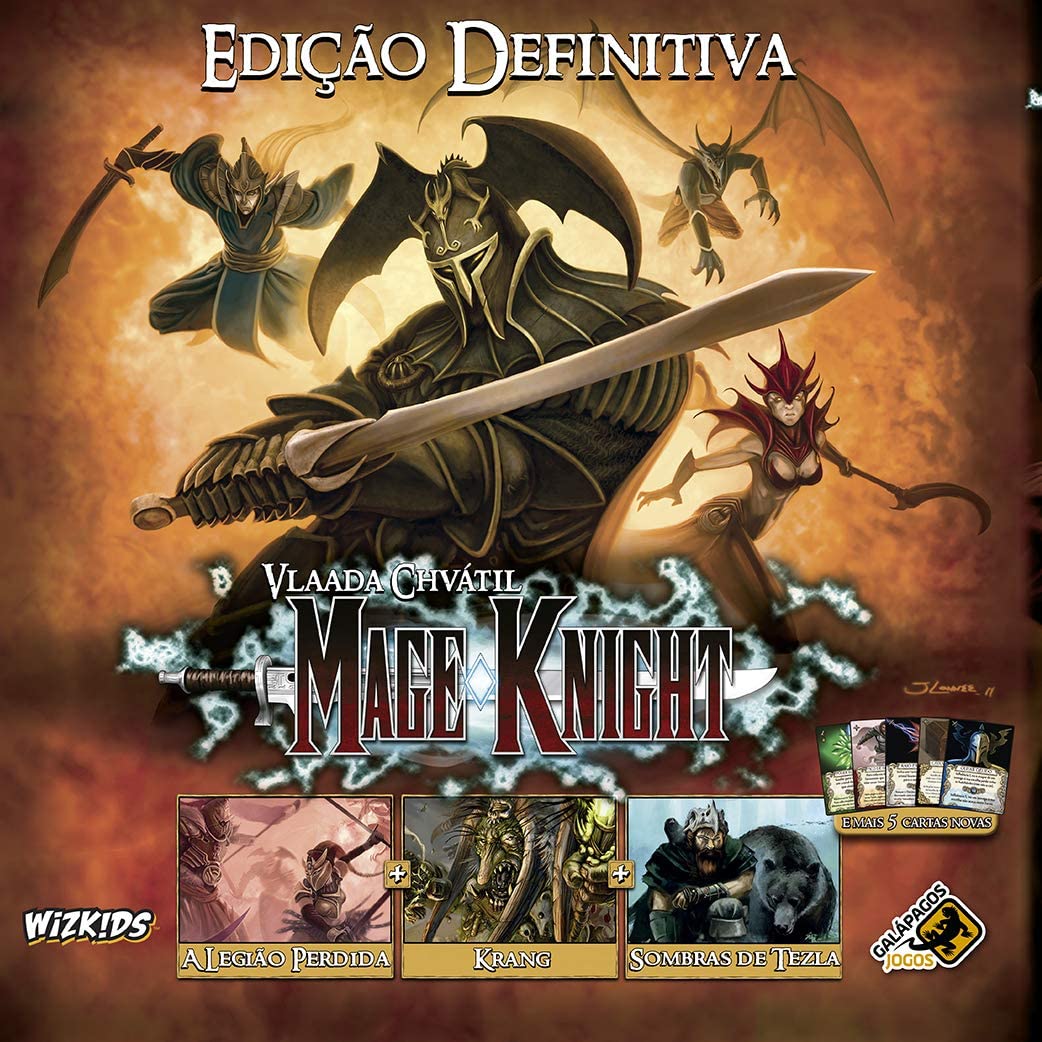 EDIÇÃO DEFINITIVA
VLAADA CHVÁTIL
MAGE KNIGHT
JLONNEE 11
E MAIS 5 CARTAS NOVAS
A LEGIÃO PERDIDA
KRANG
SOMBRAS DE TEZLA
WIZKIDS
GALÁPAGOS
JOGOS